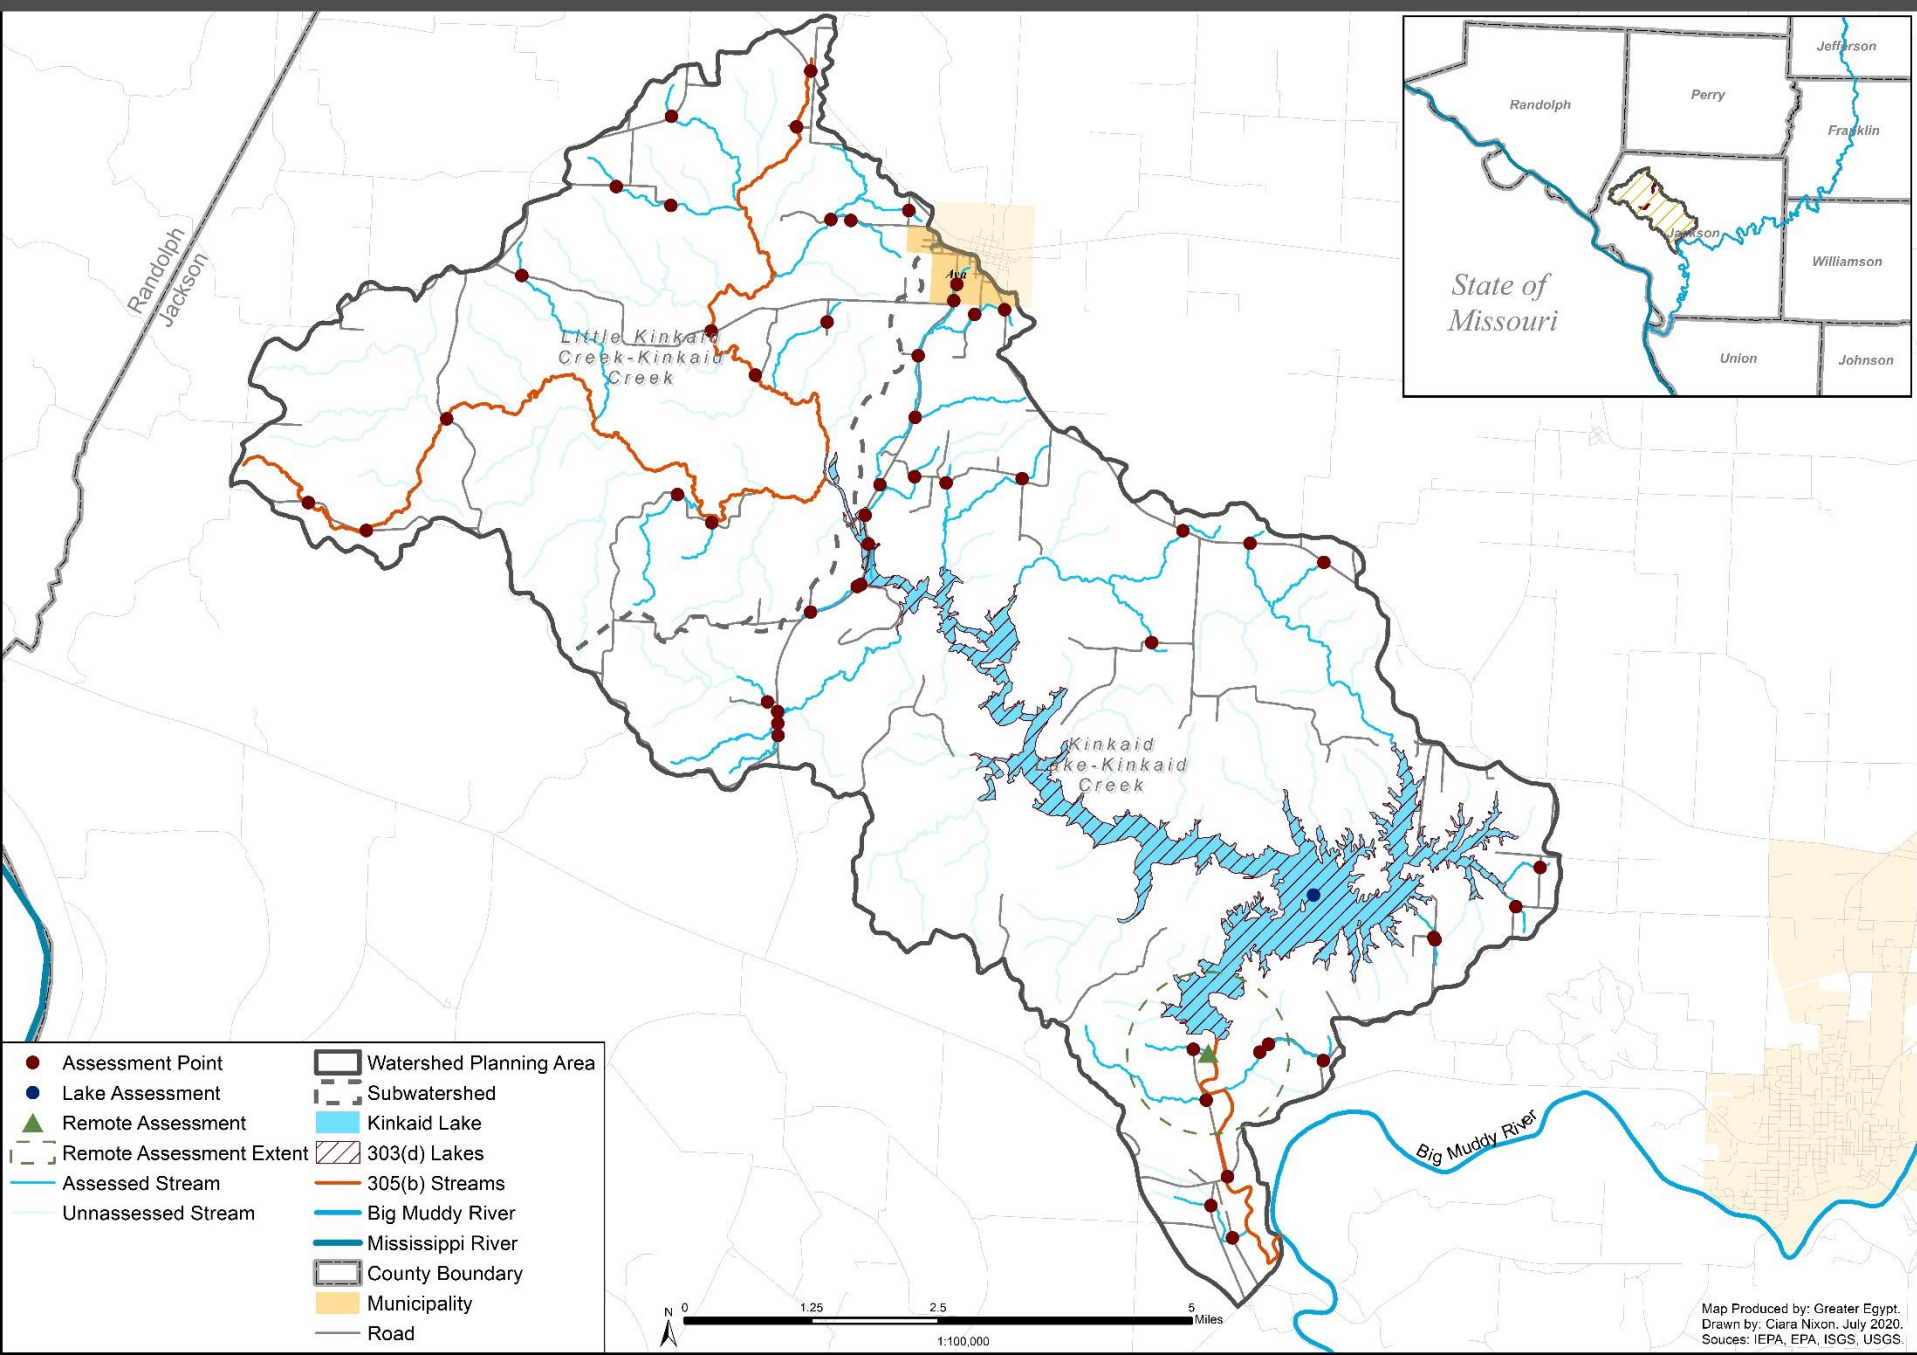 Randolph
Jackson
Little Kinkaid
Creek-Kinkaid
Creek
Ava
Kinkaid
Lake-Kinkaid
Creek
Big Muddy River
Jefferson
Randolph
Perry
Franklin
Jackson
Williamson
State of
Missouri
Union
Johnson
Assessment Point
Lake Assessment
Remote Assessment
Remote Assessment Extent
Assessed Stream
Unnassessed Stream
Watershed Planning Area
Subwatershed
Kinkaid Lake
303(d) Lakes
305(b) Streams
Big Muddy River
Mississippi River
County Boundary
Municipality
Road
N
0 1.25 2.5 5
Miles
1:100,000
Map Produced by: Greater Egypt.
Drawn by: Ciara Nixon. July 2020.
Souces: IEPA, EPA, ISGS, USGS.